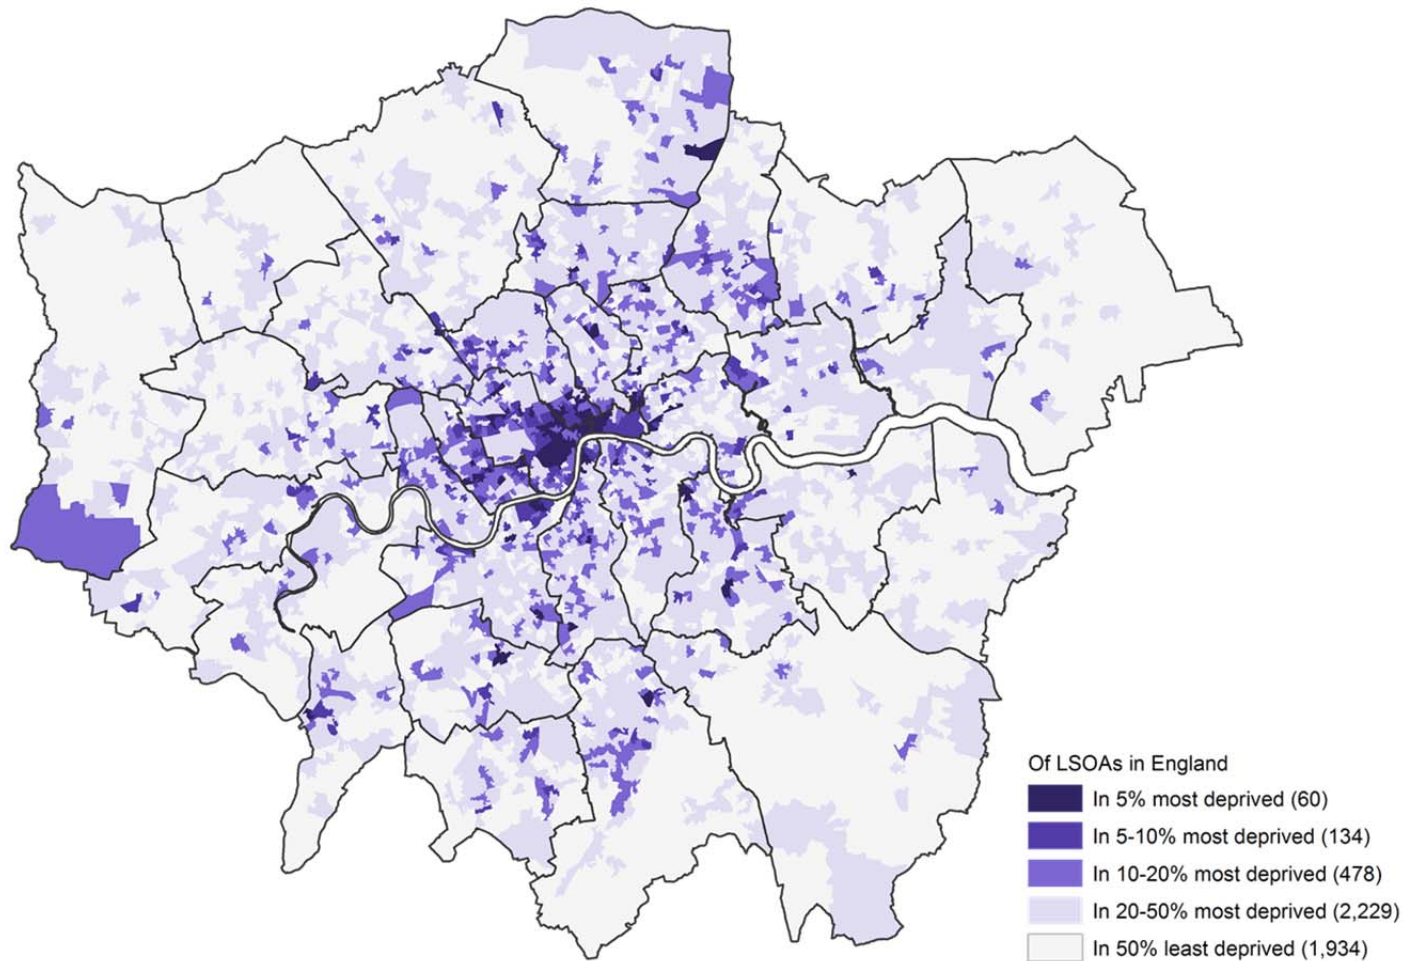 Of LSOAs in England
In 5% most deprived (60)
In 5-10% most deprived (134)
In 10-20% most deprived (478)
In 20-50% most deprived (2,229)
In 50% least deprived (1,934)